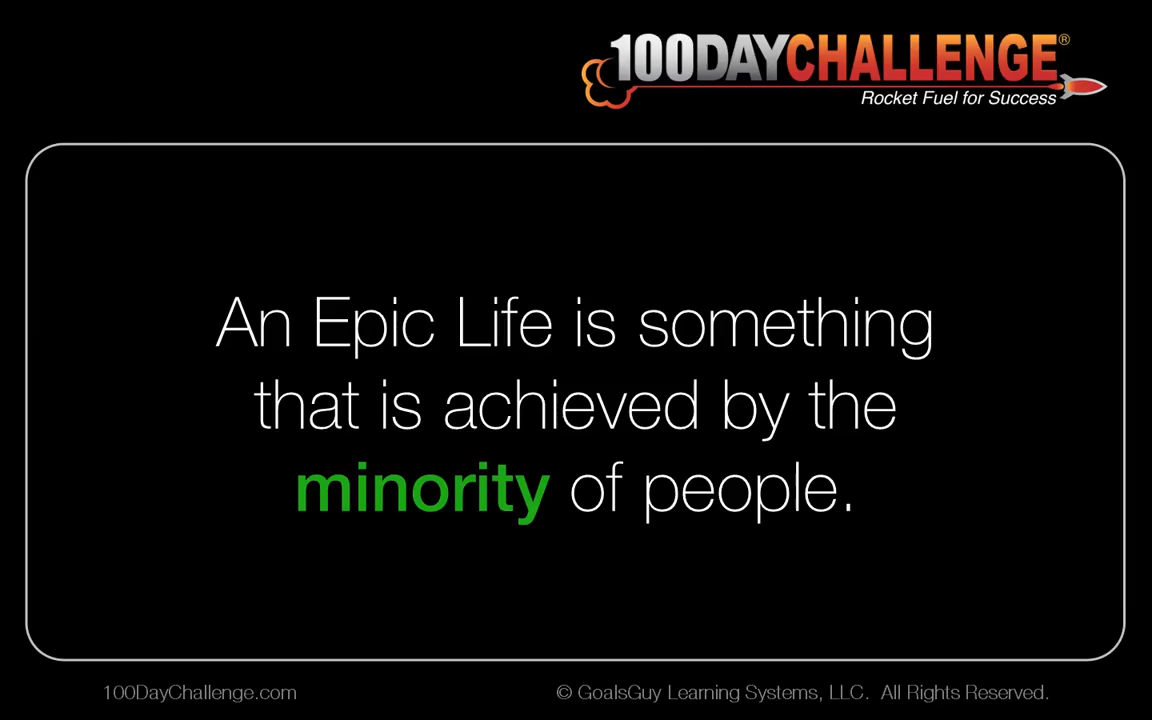 100DAYCHALLENGE®
Rocket Fuel for Success
An Epic Life is something
that is achieved by the
minority of people.
100DayChallenge.com
© GoalsGuy Learning Systems, LLC. All Rights Reserved.